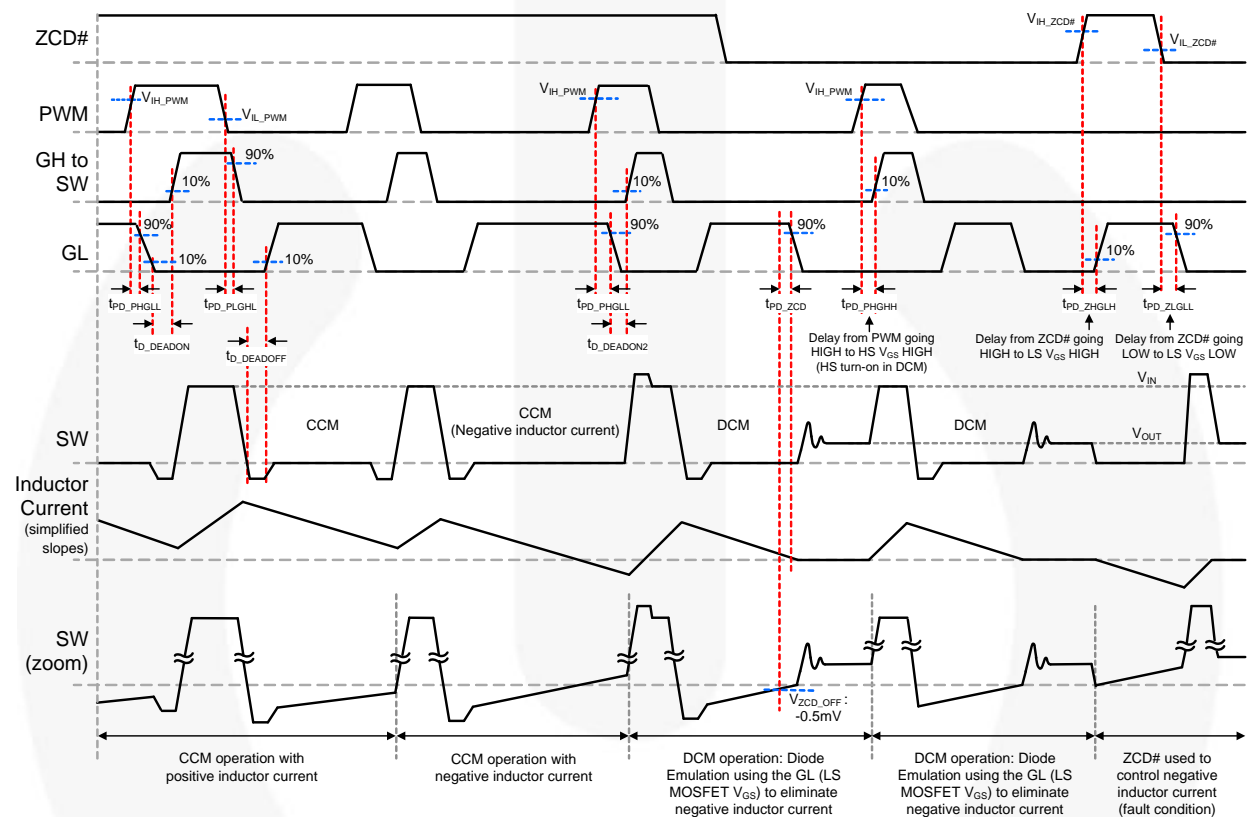 ZCD#
V_IH_ZCD#
V_IL_ZCD#
PWM
V_IH_PWM
V_IL_PWM
V_IH_PWM
V_IH_PWM
GH to
SW
90%
10%
10%
10%
GL
90%
10%
10%
90%
90%
10%
90%
t_PD_PHGLL
t_PD_PLGHL
t_PD_PHGLL
t_PD_ZCD
t_PD_PHGHH
t_PD_ZHGLH
t_PD_ZLGLL
t_D_DEADON
t_D_DEADOFF
t_D_DEADON2
Delay from PWM going
HIGH to HS V_GS HIGH
(HS turn-on in DCM)
Delay from ZCD# going
HIGH to LS V_GS HIGH
Delay from ZCD# going
LOW to LS V_GS LOW
SW
CCM
CCM
(Negative inductor current)
DCM
DCM
V_IN
V_OUT
Inductor
Current
(simplified
slopes)
SW
(zoom)
V_ZCD_OFF :
-0.5mV
CCM operation with
positive inductor current
CCM operation with
negative inductor current
DCM operation: Diode
Emulation using the GL (LS
MOSFET V_GS) to eliminate
negative inductor current
DCM operation: Diode
Emulation using the GL (LS
MOSFET V_GS) to eliminate
negative inductor current
ZCD# used to
control negative
inductor current
(fault condition)